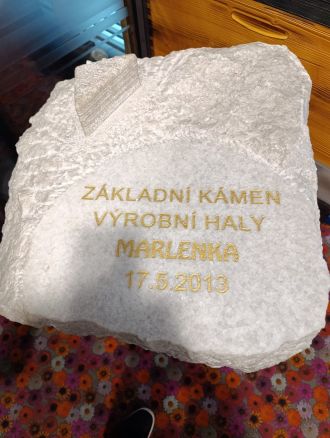 ZÁKLADNÍ KÁMEN
VÝROBNÍ HALY
MARLENKA
17.5.2013